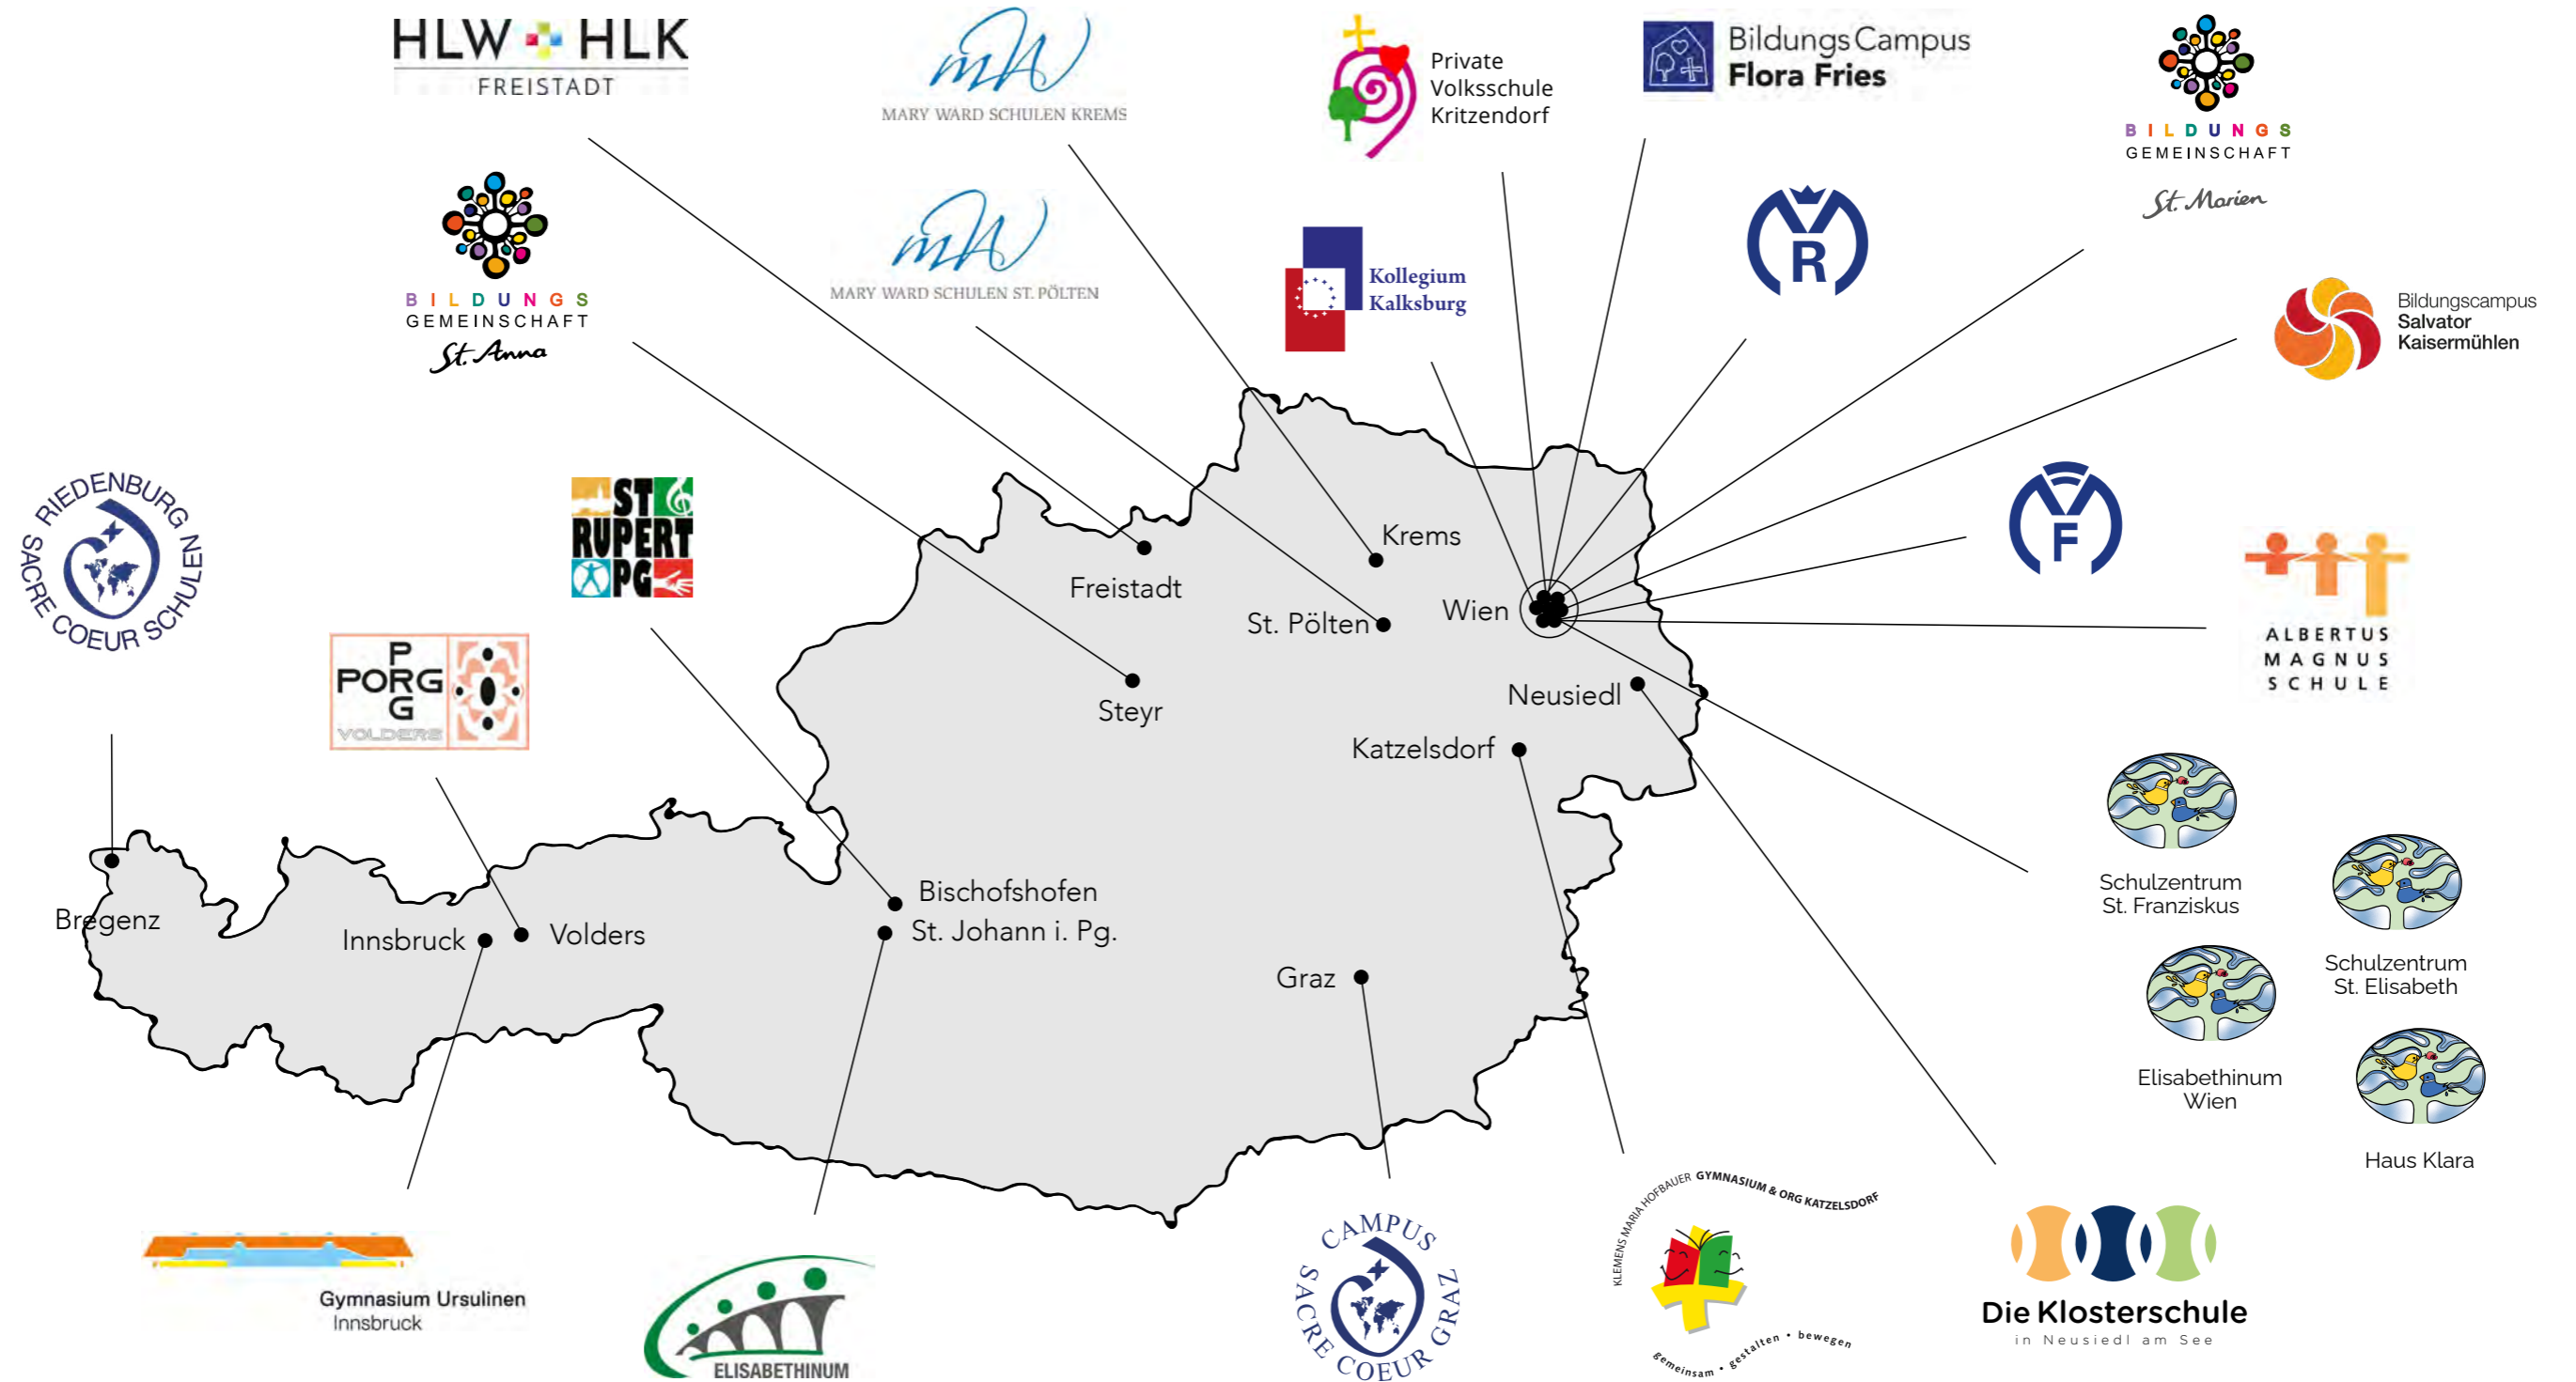 HLW HLK
FREISTADT
MARY WARD SCHULEN KREMS
Private
Volksschule
Kritzendorf
BildungsCampus
Flora Fries
BILDUNGS
GEMEINSCHAFT
St. Marien
BILDUNGS
GEMEINSCHAFT
St. Anna
MARY WARD SCHULEN ST. PÖLTEN
Kollegium
Kalksburg
R
Bildungscampus
Salvator
Kaisermühlen
RIEDENBURG
SACRE COEUR SCHULEN
ST
RUPERT
PG
F
ALBERTUS
MAGNUS
SCHULE
P
PORG
G
VOLDERS
Krems
Freistadt
St. Pölten
Wien
Steyr
Neusiedl
Katzelsdorf
Bregenz
Innsbruck
Volders
Bischofshofen
St. Johann i. Pg.
Graz
Schulzentrum
St. Franziskus
Schulzentrum
St. Elisabeth
Elisabethinum
Wien
Haus Klara
Gymnasium Ursulinen
Innsbruck
ELISABETHINUM
CAMPUS
SACRE COEUR GRAZ
KLEMENS MARIA HOFBAUER GYMNASIUM & ORG KATZELSDORF
gemeinsam • gestalten • bewegen
Die Klosterschule
in Neusiedl am See